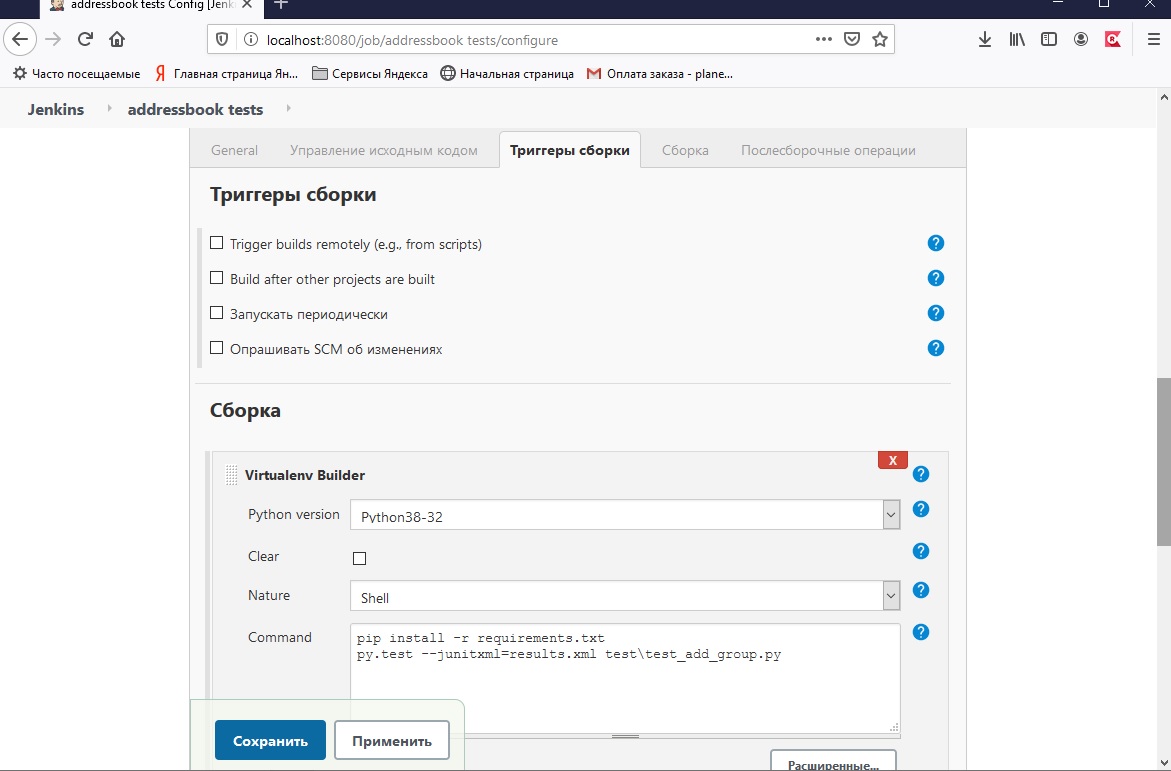 addressbook tests Config [Jenk
localhost:8080/job/addressbook tests/configure
Часто посещаемые
Главная страница Ян...
Сервисы Яндекса
Начальная страница
Оплата заказа - plane...
Jenkins
addressbook tests
General
Управление исходным кодом
Триггеры сборки
Сборка
Послесборочные операции
Триггеры сборки
Trigger builds remotely (e.g., from scripts)
Build after other projects are built
Запускать периодически
Опрашивать SCM об изменениях
Сборка
X
Virtualenv Builder
Python version
Python38-32
Clear
Nature
Shell
Command
pip install -r requirements.txt
py.test --junitxml=results.xml test\test_add_group.py
Сохранить
Применить
Расширенные...